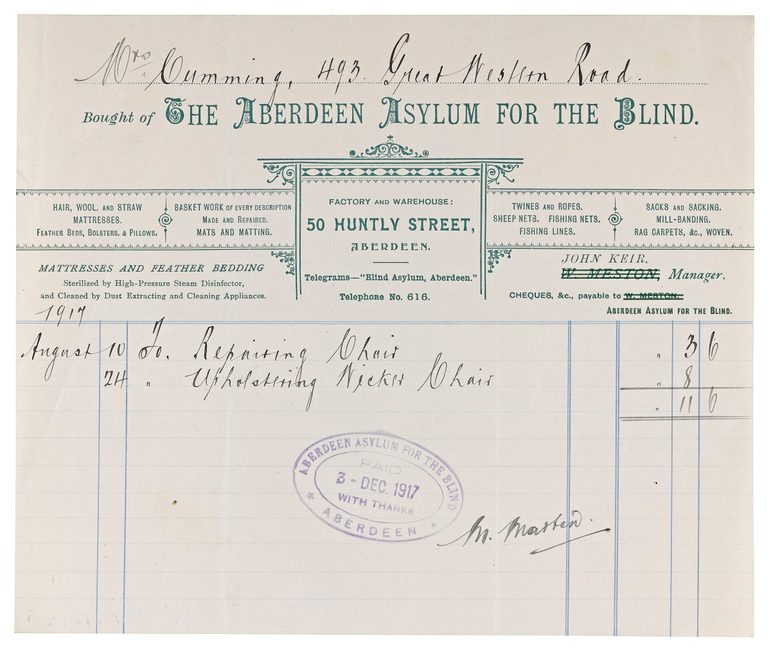 Mrs Cumming, 493 Great Western Road.
Bought of THE ABERDEEN ASYLUM FOR THE BLIND.
HAIR, WOOL, AND STRAW
MATTRESSES.
FEATHER BEDS, BOLSTERS, & PILLOWS.
BASKET WORK OF EVERY DESCRIPTION
MADE AND REPAIRED.
MATS AND MATTING.
FACTORY AND WAREHOUSE:
50 HUNTLY STREET,
ABERDEEN.
Telegrams—"Blind Asylum, Aberdeen."
Telephone No. 616.
TWINES AND ROPES.
SHEEP NETS. FISHING NETS.
FISHING LINES.
SACKS AND SACKING.
MILL-BANDING.
RAG CARPETS, &c., WOVEN.
MATTRESSES AND FEATHER BEDDING
Sterilized by High-Pressure Steam Disinfector,
and Cleaned by Dust Extracting and Cleaning Appliances.
JOHN KEIR,
W. MESTON, Manager.
CHEQUES, &c., payable to W. MESTON.
ABERDEEN ASYLUM FOR THE BLIND.
1917
August 10 To. Repairing Chair " 3 6
24 " Upholstering Wicker Chair " 8
" 11 6
ABERDEEN ASYLUM FOR THE BLIND
PAID
3 - DEC. 1917
WITH THANKS
★ ABERDEEN ★
M.